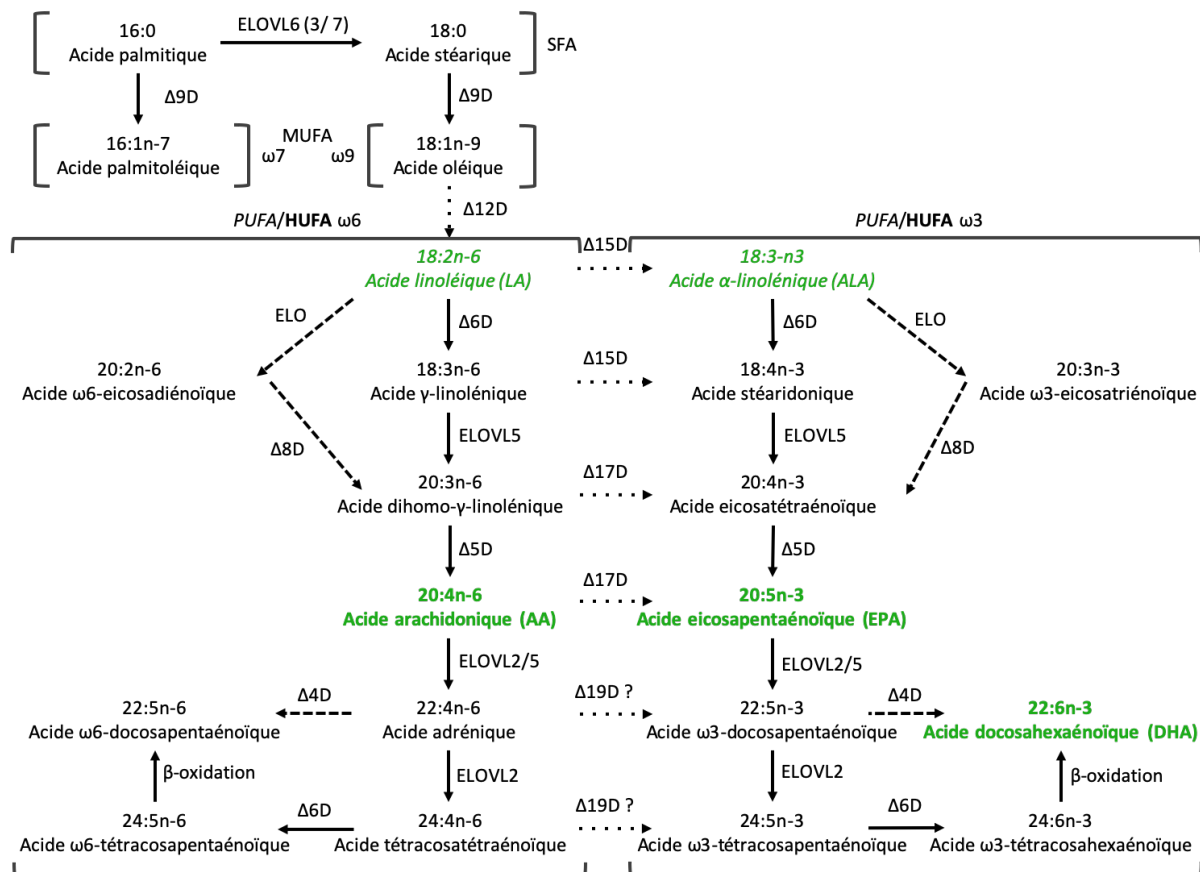 ELOVL6 (3/ 7)
16:0
18:0
Acide palmitique
Acide stéarique
SFA
Δ9D
Δ9D
16:1n-7
MUFA
18:1n-9
Acide palmitoléique
ω7
ω9
Acide oléique
Δ12D
PUFA/HUFA ω6
PUFA/HUFA ω3
18:2n-6
Δ15D
18:3-n3
Acide linoléique (LA)
Acide α-linolénique (ALA)
ELO
Δ6D
Δ6D
ELO
20:2n-6
18:3n-6
Δ15D
18:4n-3
20:3n-3
Acide ω6-eicosadiénoïque
Acide γ-linolénique
Acide stéaridonique
Acide ω3-eicosatriénoïque
Δ8D
ELOVL5
ELOVL5
Δ8D
20:3n-6
Δ17D
20:4n-3
Acide dihomo-γ-linolénique
Acide eicosatétraénoïque
Δ5D
Δ5D
20:4n-6
Δ17D
20:5n-3
Acide arachidonique (AA)
Acide eicosapentaénoïque (EPA)
ELOVL2/5
ELOVL2/5
Δ4D
Δ19D ?
Δ4D
22:5n-6
22:4n-6
22:5n-3
22:6n-3
Acide ω6-docosapentaénoïque
Acide adrénique
Acide ω3-docosapentaénoïque
Acide docosahexaénoïque (DHA)
β-oxidation
ELOVL2
ELOVL2
β-oxidation
Δ6D
Δ19D ?
Δ6D
24:5n-6
24:4n-6
24:5n-3
24:6n-3
Acide ω6-tétracosapentaénoïque
Acide tétracosatétraénoïque
Acide ω3-tétracosapentaénoïque
Acide ω3-tétracosahexaénoïque